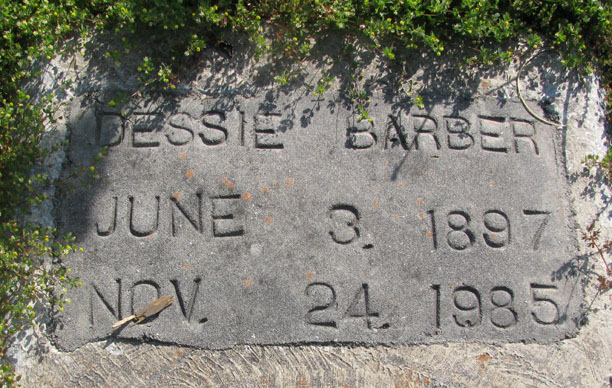 DESSIE BARBER
JUNE 3. 1897
NOV. 24. 1985